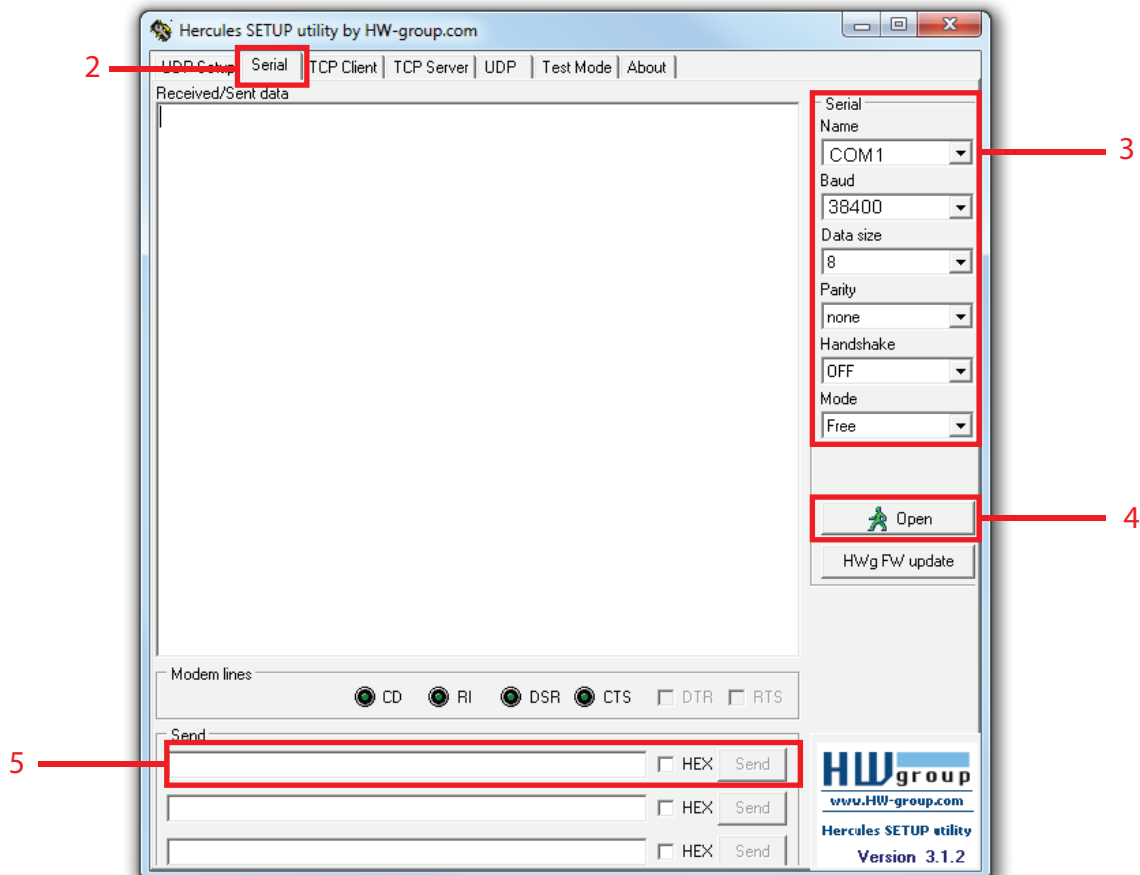 Hercules SETUP utility by HW-group.com
2
UDP Setup Serial TCP Client TCP Server UDP Test Mode About
Received/Sent data
Serial
Name
COM1
3
Baud
38400
Data size
8
Parity
none
Handshake
OFF
Mode
Free
Open
4
HWg FW update
Modem lines
CD RI DSR CTS DTR RTS
Send
5
HEX Send
HEX Send
HEX Send
HW group
www.HW-group.com
Hercules SETUP utility
Version 3.1.2